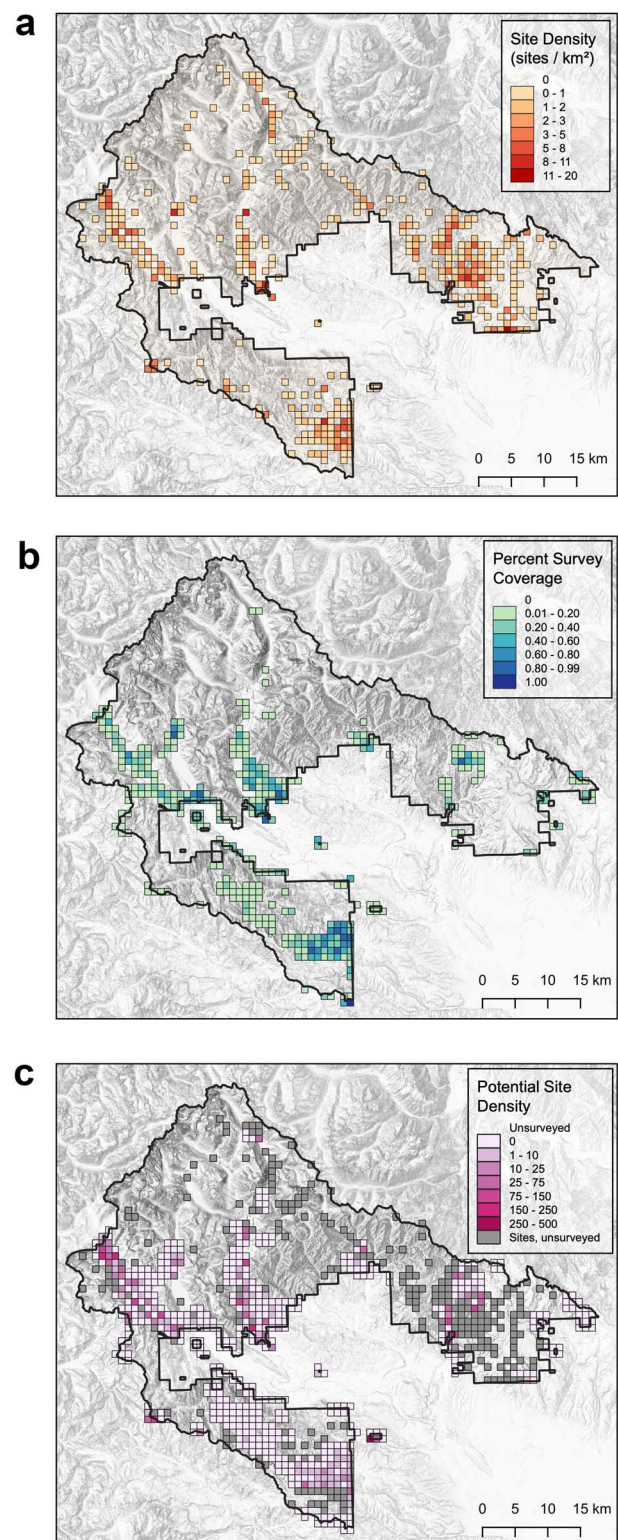 a
Site Density
(sites / km²)
0
0 - 1
1 - 2
2 - 3
3 - 5
5 - 8
8 - 11
11 - 20
0 5 10 15 km
b
Percent Survey
Coverage
0
0.01 - 0.20
0.20 - 0.40
0.40 - 0.60
0.60 - 0.80
0.80 - 0.99
1.00
0 5 10 15 km
c
Potential Site
Density
Unsurveyed
0
1 - 10
10 - 25
25 - 75
75 - 150
150 - 250
250 - 500
Sites, unsurveyed
0 5 10 15 km